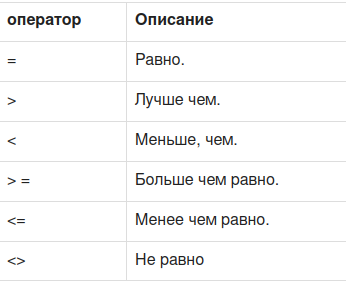 оператор Описание
= Равно.
> Лучше чем.
< Меньше, чем.
> = Больше чем равно.
<= Менее чем равно.
<> Не равно